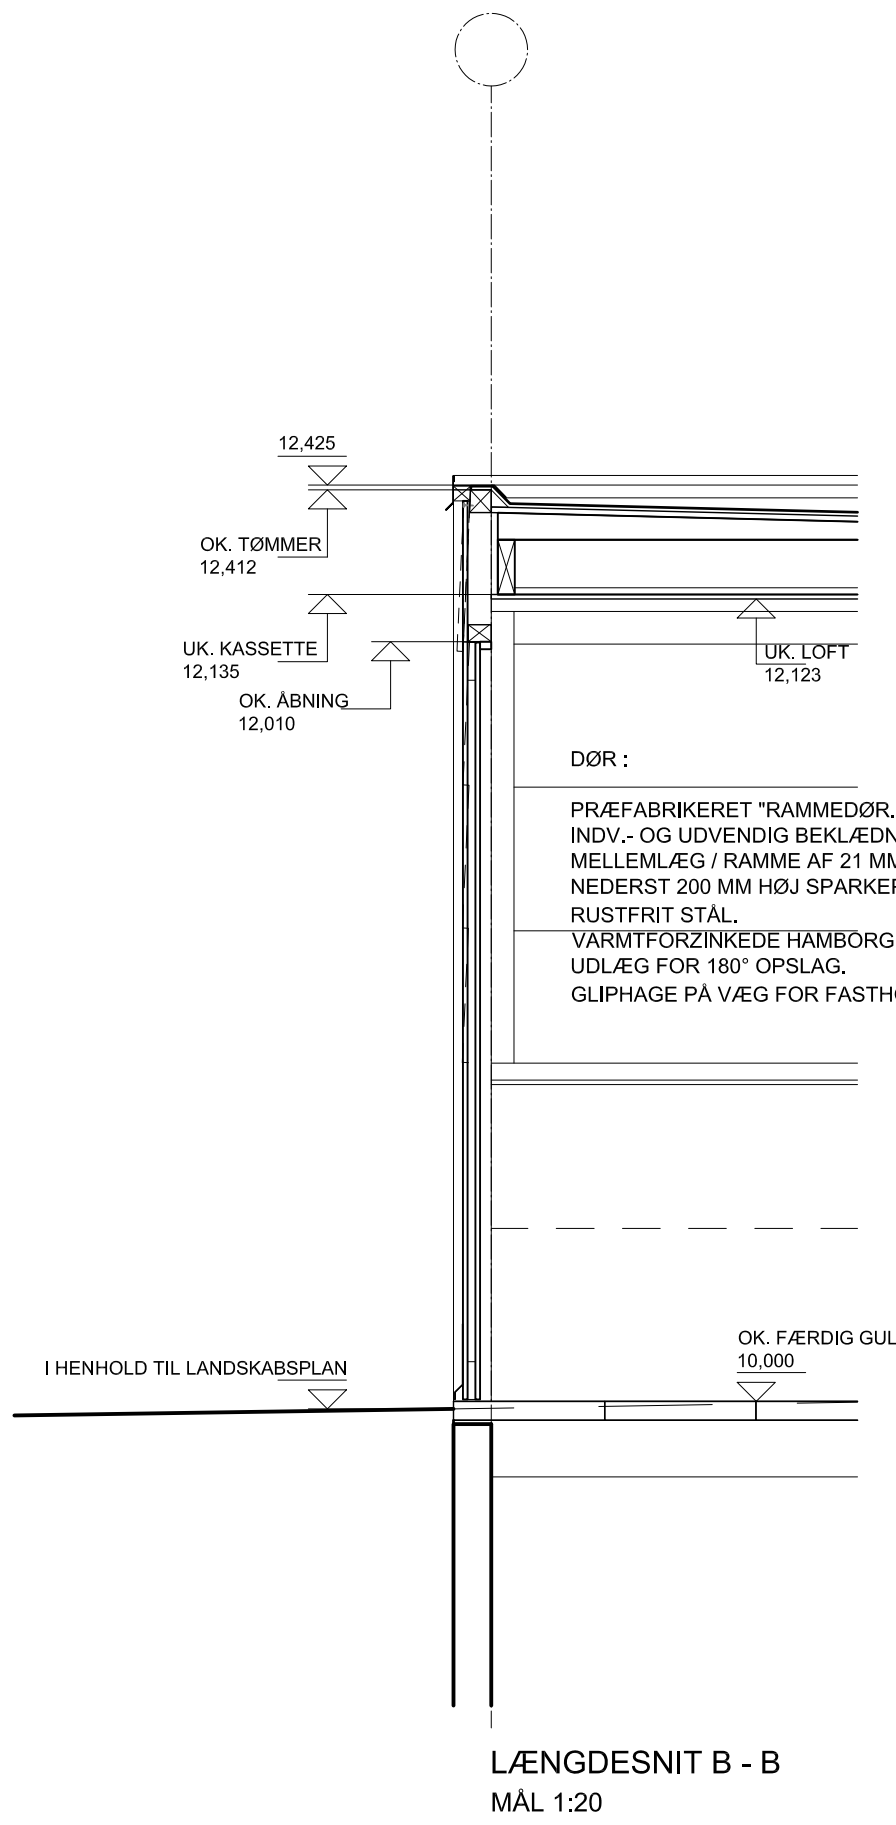 12,425
OK. TØMMER
12,412
UK. KASSETTE
12,135
OK. ÅBNING
12,010
UK. LOFT
12,123
DØR :
PRÆFABRIKERET "RAMMEDØR.
INDV.- OG UDVENDIG BEKLÆDN
MELLEMLÆG / RAMME AF 21 MM
NEDERST 200 MM HØJ SPARKEP
RUSTFRIT STÅL.
VARMTFORZINKEDE HAMBORG
UDLÆG FOR 180° OPSLAG.
GLIPHAGE PÅ VÆG FOR FASTHO
OK. FÆRDIG GUL
10,000
I HENHOLD TIL LANDSKABSPLAN
LÆNGDESNIT B - B
MÅL 1:20